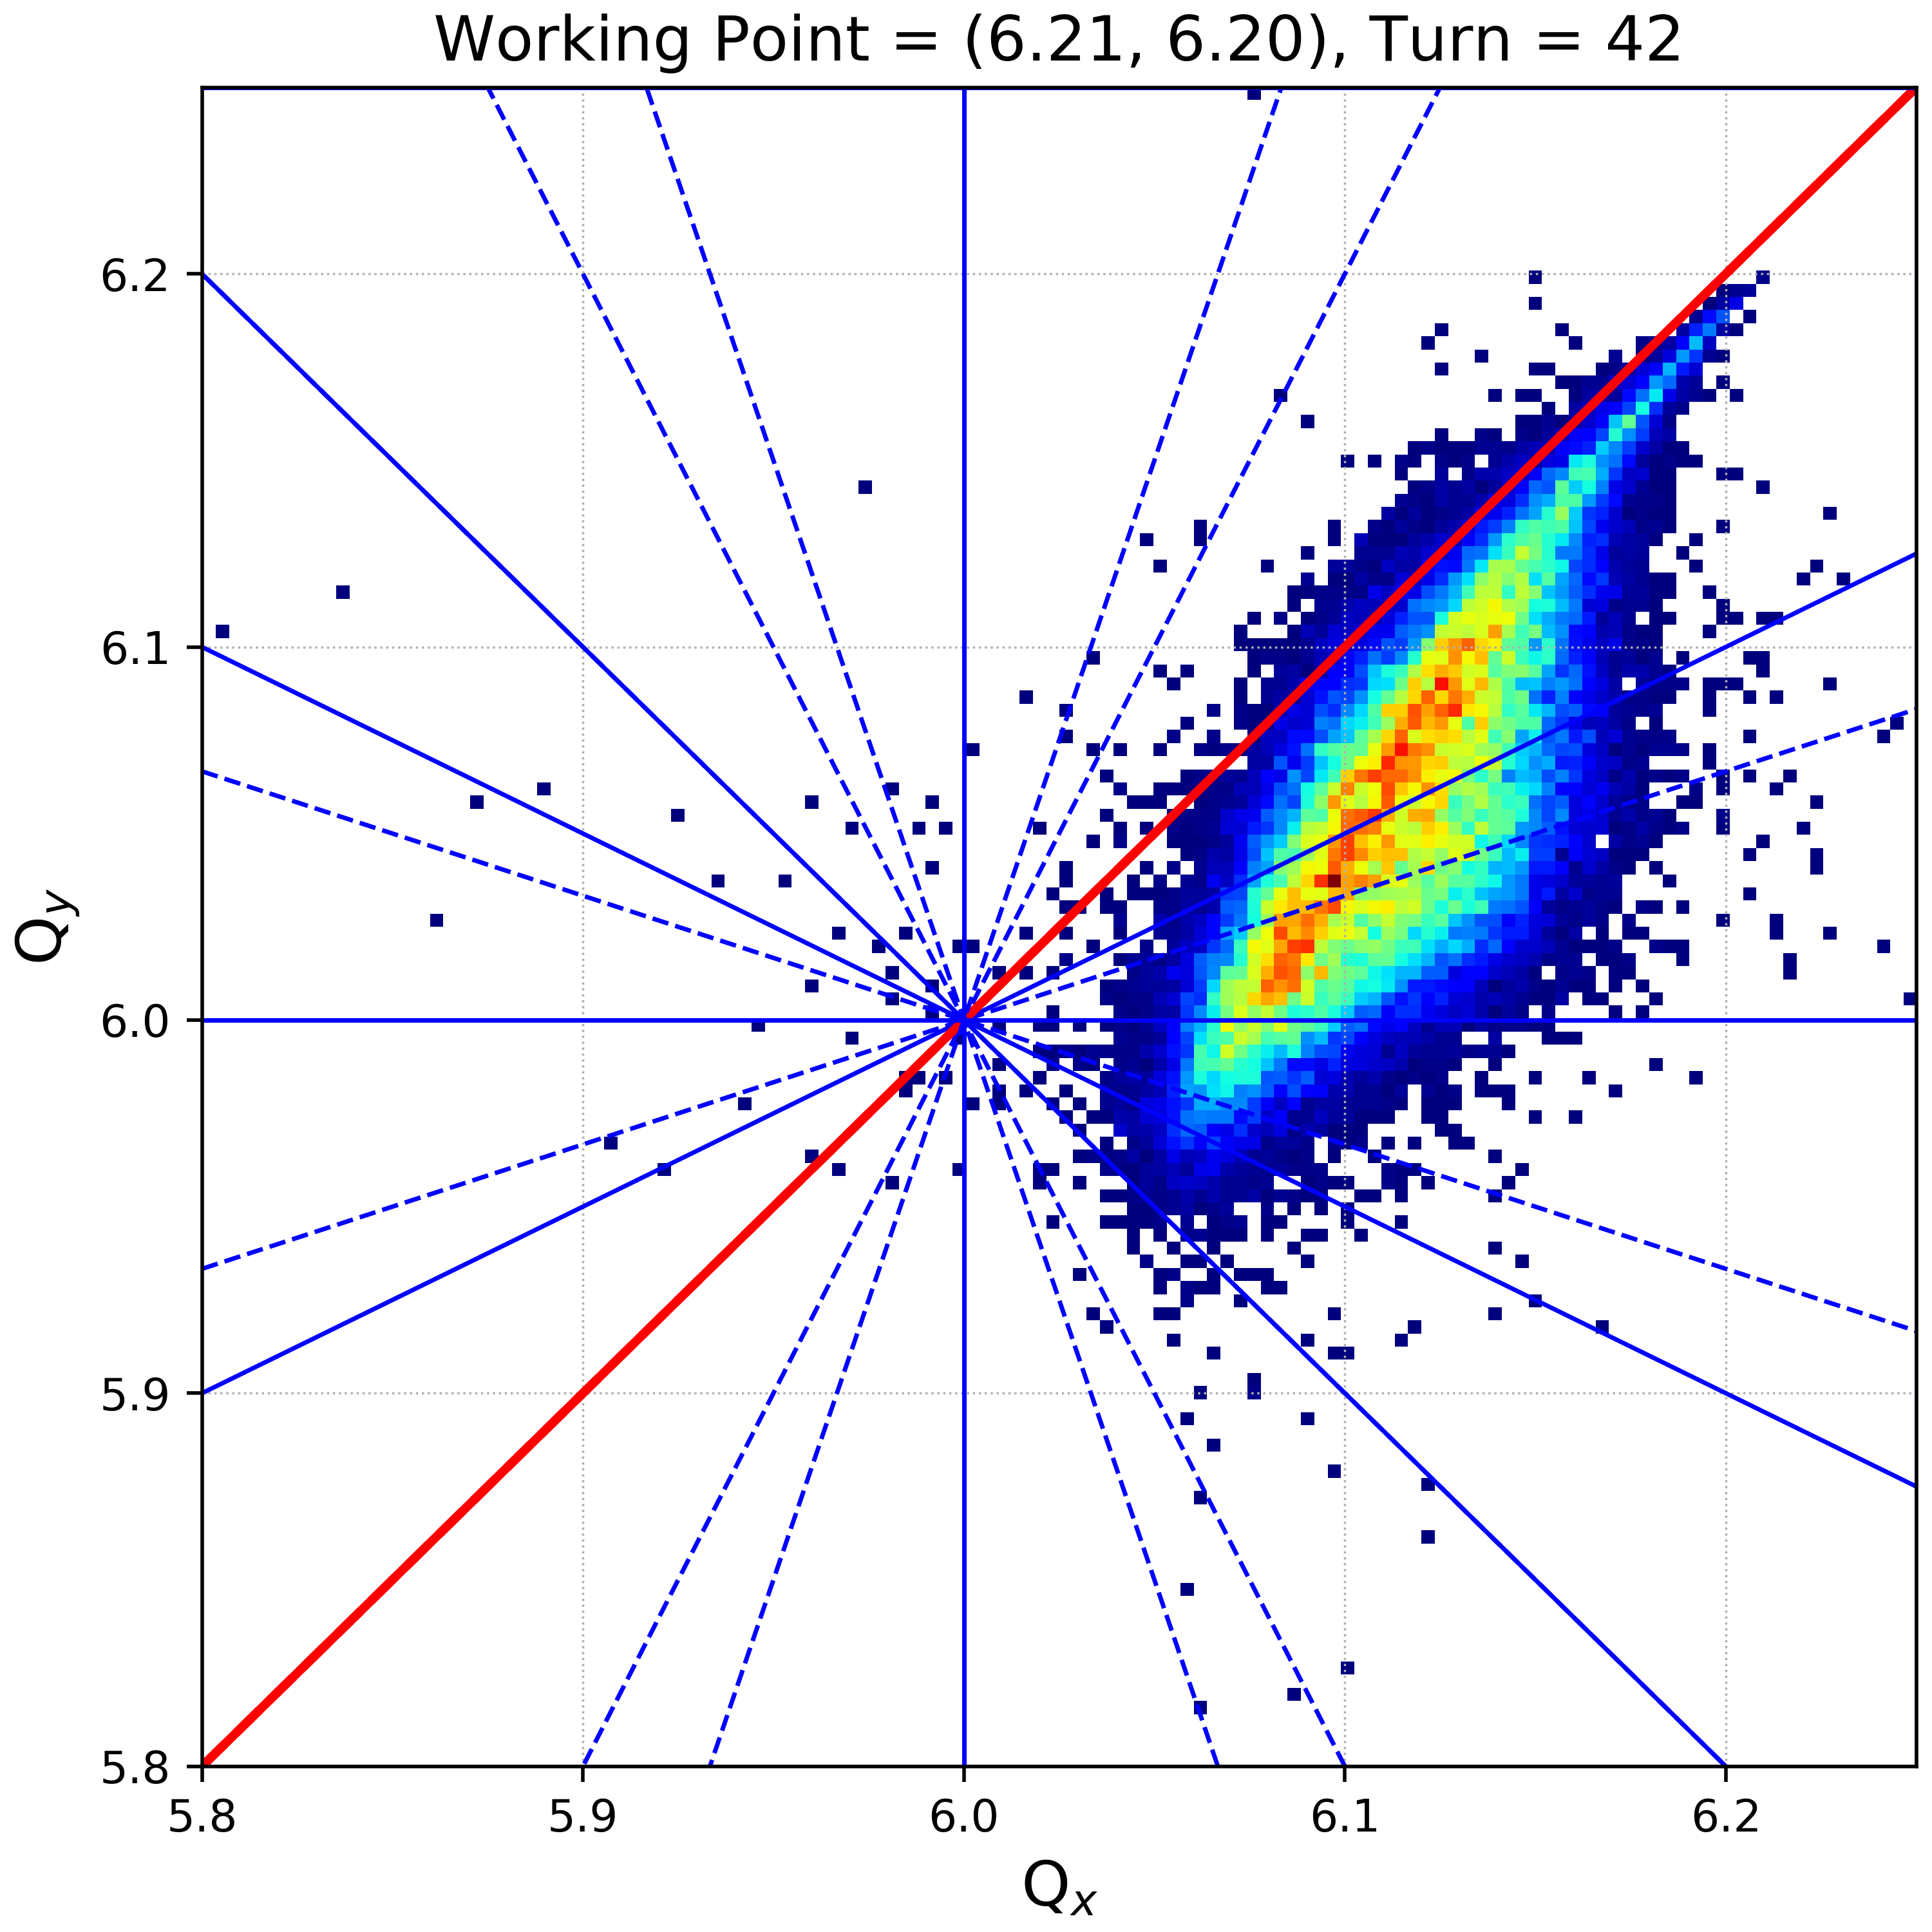 Working Point = (6.21, 6.20), Turn = 42
6.2
6.1
6.0
5.9
5.8
Qy
5.8 5.9 6.0 6.1 6.2
Qx